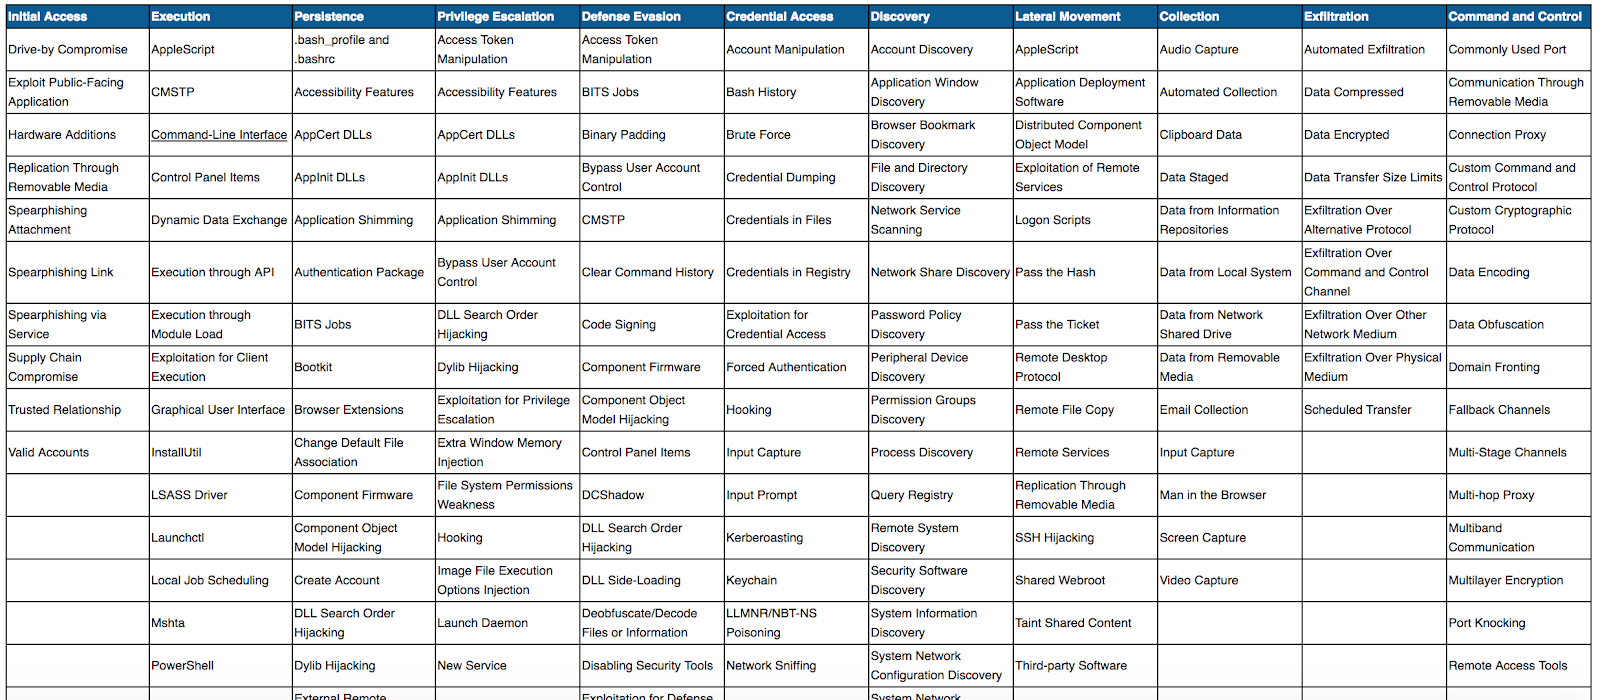 Initial Access Execution Persistence Privilege Escalation Defense Evasion Credential Access Discovery Lateral Movement Collection Exfiltration Command and Control
Drive-by Compromise AppleScript .bash_profile and .bashrc Access Token Manipulation Access Token Manipulation Account Manipulation Account Discovery AppleScript Audio Capture Automated Exfiltration Commonly Used Port
Exploit Public-Facing Application CMSTP Accessibility Features Accessibility Features BITS Jobs Bash History Application Window Discovery Application Deployment Software Automated Collection Data Compressed Communication Through Removable Media
Hardware Additions Command-Line Interface AppCert DLLs AppCert DLLs Binary Padding Brute Force Browser Bookmark Discovery Distributed Component Object Model Clipboard Data Data Encrypted Connection Proxy
Replication Through Removable Media Control Panel Items AppInit DLLs AppInit DLLs Bypass User Account Control Credential Dumping File and Directory Discovery Exploitation of Remote Services Data Staged Data Transfer Size Limits Custom Command and Control Protocol
Spearphishing Attachment Dynamic Data Exchange Application Shimming Application Shimming CMSTP Credentials in Files Network Service Scanning Logon Scripts Data from Information Repositories Exfiltration Over Alternative Protocol Custom Cryptographic Protocol
Spearphishing Link Execution through API Authentication Package Bypass User Account Control Clear Command History Credentials in Registry Network Share Discovery Pass the Hash Data from Local System Exfiltration Over Command and Control Channel Data Encoding
Spearphishing via Service Execution through Module Load BITS Jobs DLL Search Order Hijacking Code Signing Exploitation for Credential Access Password Policy Discovery Pass the Ticket Data from Network Shared Drive Exfiltration Over Other Network Medium Data Obfuscation
Supply Chain Compromise Exploitation for Client Execution Bootkit Dylib Hijacking Component Firmware Forced Authentication Peripheral Device Discovery Remote Desktop Protocol Data from Removable Media Exfiltration Over Physical Medium Domain Fronting
Trusted Relationship Graphical User Interface Browser Extensions Exploitation for Privilege Escalation Component Object Model Hijacking Hooking Permission Groups Discovery Remote File Copy Email Collection Scheduled Transfer Fallback Channels
Valid Accounts InstallUtil Change Default File Association Extra Window Memory Injection Control Panel Items Input Capture Process Discovery Remote Services Input Capture Multi-Stage Channels
LSASS Driver Component Firmware File System Permissions Weakness DCShadow Input Prompt Query Registry Replication Through Removable Media Man in the Browser Multi-hop Proxy
Launchctl Component Object Model Hijacking Hooking DLL Search Order Hijacking Kerberoasting Remote System Discovery SSH Hijacking Screen Capture Multiband Communication
Local Job Scheduling Create Account Image File Execution Options Injection DLL Side-Loading Keychain Security Software Discovery Shared Webroot Video Capture Multilayer Encryption
Mshta DLL Search Order Hijacking Launch Daemon Deobfuscate/Decode Files or Information LLMNR/NBT-NS Poisoning System Information Discovery Taint Shared Content Port Knocking
PowerShell Dylib Hijacking New Service Disabling Security Tools Network Sniffing System Network Configuration Discovery Third-party Software Remote Access Tools
External Remote Exploitation for Defense System Network